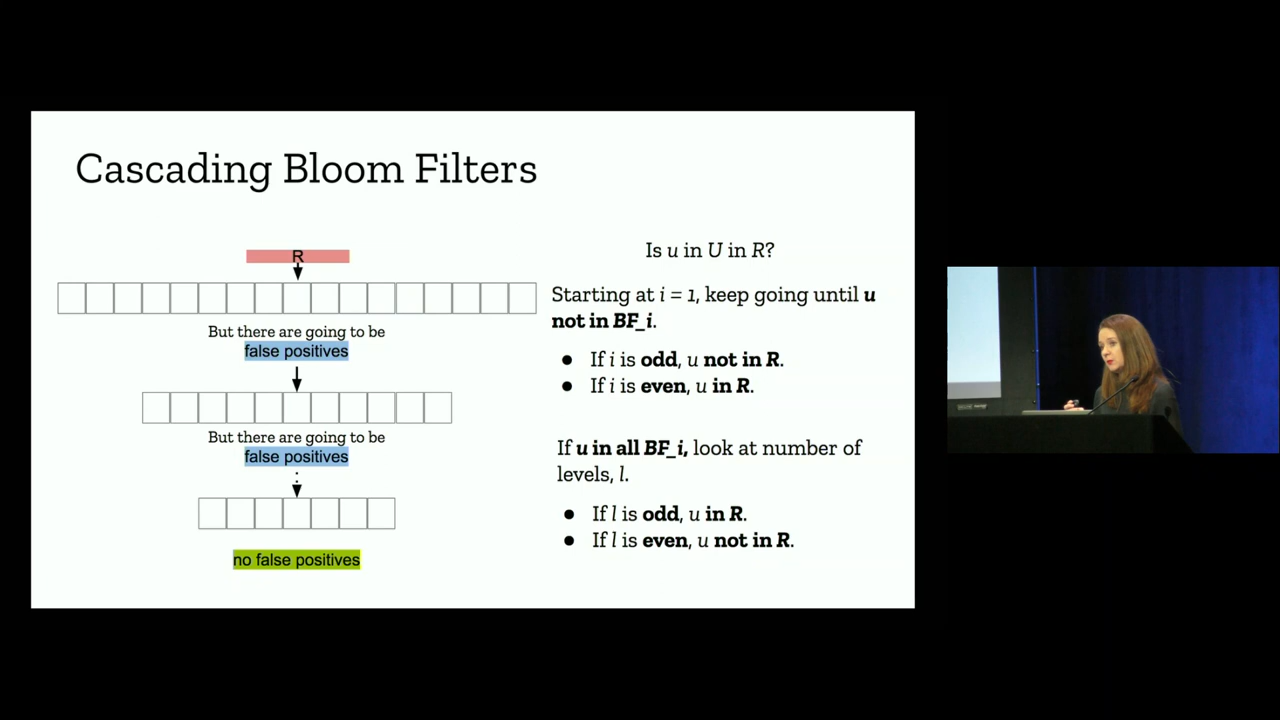 Cascading Bloom Filters
R
But there are going to be
false positives
But there are going to be
false positives
:
no false positives
Is u in U in R?
Starting at i = 1, keep going until u
not in BF_i.
● If i is odd, u not in R.
● If i is even, u in R.
If u in all BF_i, look at number of
levels, l.
● If l is odd, u in R.
● If l is even, u not in R.